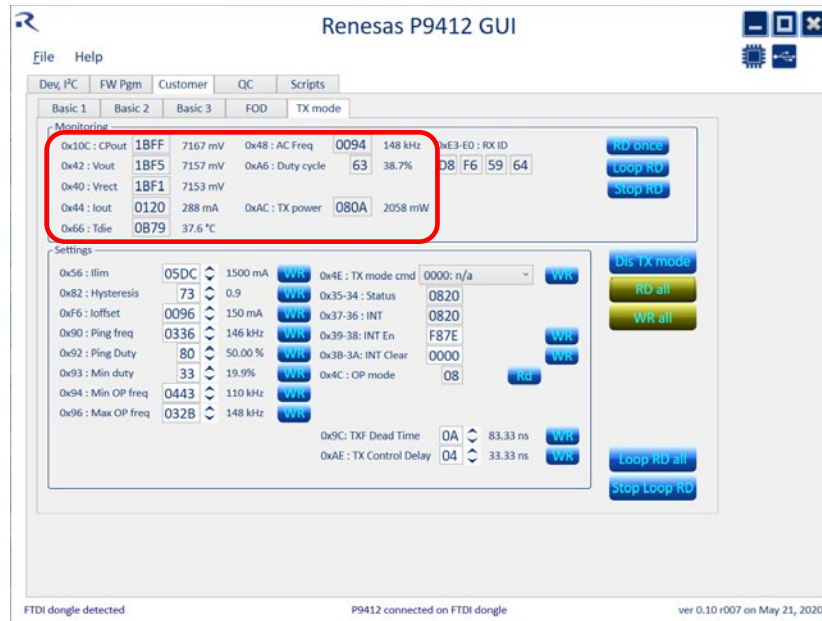 Renesas P9412 GUI
File Help
Dev, I²C FW Pgm Customer QC Scripts
Basic 1 Basic 2 Basic 3 FOD TX mode
Monitoring
0x10C : CPout 1BFF 7167 mV 0x48 : AC Freq 0094 148 kHz 0xE3-E0 : RX ID RD once
0x42 : Vout 1BF5 7157 mV 0xA6 : Duty cycle 63 38.7% D8 F6 59 64 Loop RD
0x40 : Vrect 1BF1 7153 mV Stop RD
0x44 : Iout 0120 288 mA 0xAC : TX power 080A 2058 mW
0x66 : Tdie 0B79 37.6 °C
Settings
0x56 : Ilim 05DC 1500 mA WR 0x4E : TX mode cmd 0000: n/a WR Dis TX mode
0x82 : Hysteresis 73 0.9 WR 0x35-34 : Status 0820 RD all
0xF6 : Ioffset 0096 150 mA WR 0x37-36 : INT 0820 WR all
0x90 : Ping freq 0336 146 kHz WR 0x39-38: INT En F87E WR
0x92 : Ping Duty 80 50.00 % WR 0x3B-3A: INT Clear 0000 WR
0x93 : Min duty 33 19.9% WR 0x4C : OP mode 08 Rd
0x94 : Min OP freq 0443 110 kHz WR
0x96 : Max OP freq 032B 148 kHz WR
0x9C: TXF Dead Time 0A 83.33 ns WR
0xAE : TX Control Delay 04 33.33 ns WR Loop RD all
Stop Loop RD
FTDI dongle detected P9412 connected on FTDI dongle ver 0.10 r007 on May 21, 2020